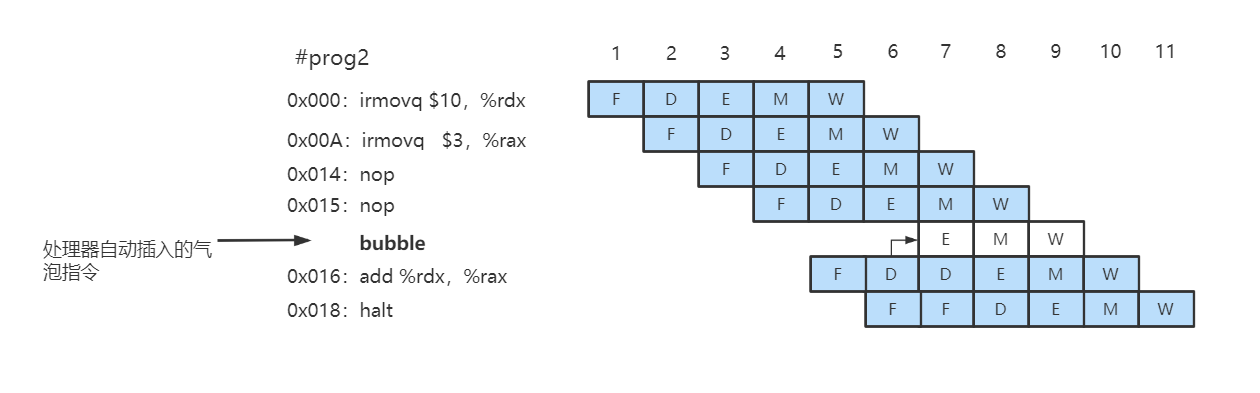 #prog2 1 2 3 4 5 6 7 8 9 10 11
0x000：irmovq $10，%rdx F D E M W
0x00A：irmovq $3，%rax F D E M W
0x014：nop F D E M W
0x015：nop F D E M W
处理器自动插入的气
泡指令
bubble E M W
0x016：add %rdx，%rax F D D E M W
0x018：halt F F D E M W